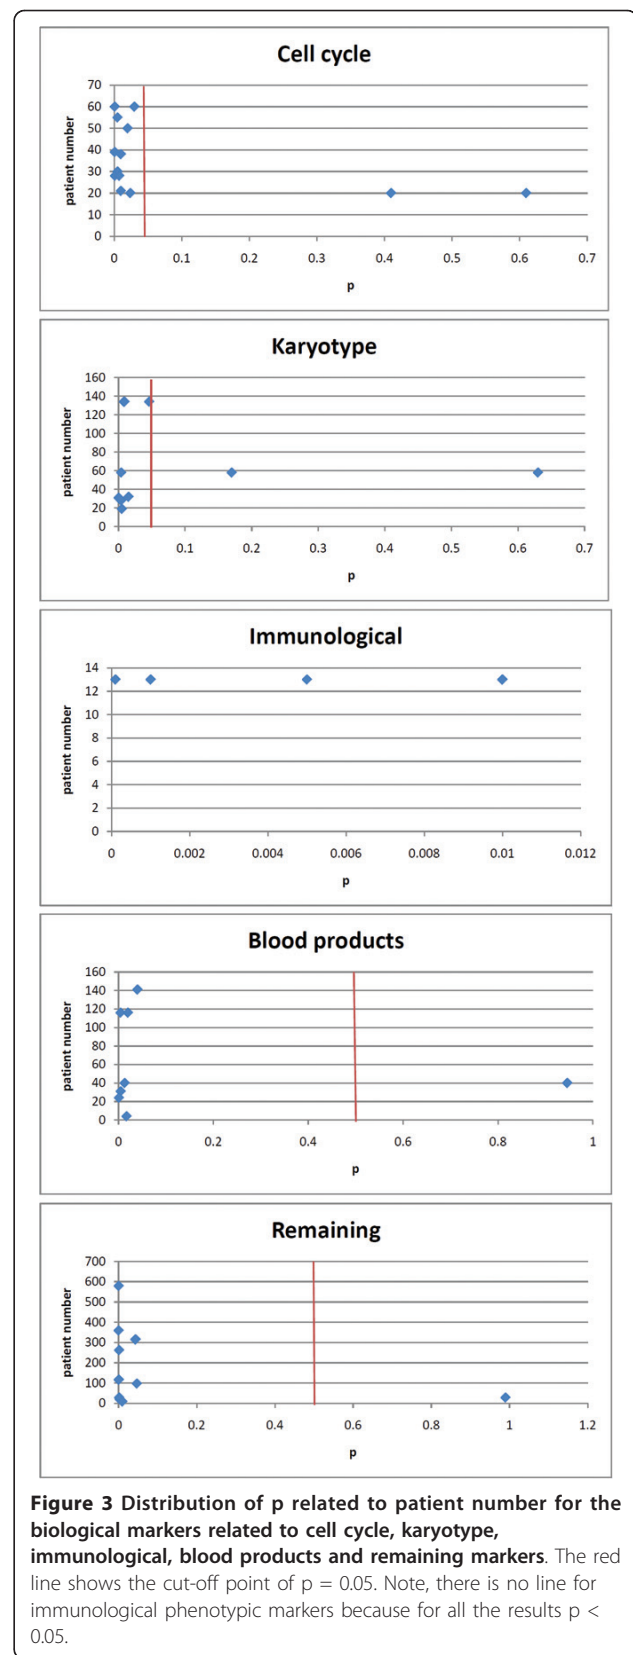 Cell cycle
70
60
50
40
30
20
10
0
patient number
0 0.1 0.2 0.3 0.4 0.5 0.6 0.7
p
Karyotype
160
140
120
100
80
60
40
20
0
patient number
0 0.1 0.2 0.3 0.4 0.5 0.6 0.7
p
Immunological
14
12
10
8
6
4
2
0
patient number
0 0.002 0.004 0.006 0.008 0.01 0.012
p
Blood products
160
140
120
100
80
60
40
20
0
patient number
0 0.2 0.4 0.6 0.8 1
p
Remaining
700
600
500
400
300
200
100
0
patient number
0 0.2 0.4 0.6 0.8 1 1.2
p
Figure 3 Distribution of p related to patient number for the
biological markers related to cell cycle, karyotype,
immunological, blood products and remaining markers. The red
line shows the cut-off point of p = 0.05. Note, there is no line for
immunological phenotypic markers because for all the results p <
0.05.